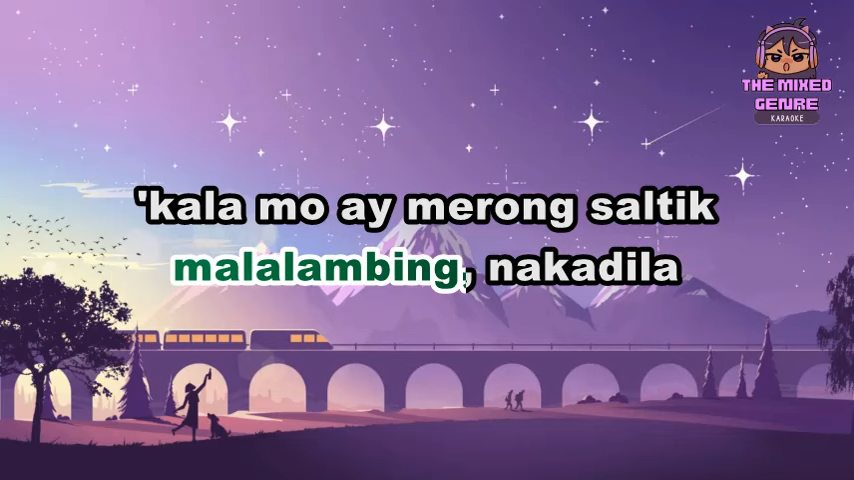 THE MIXED
GENRE
KARAOKE
'kala mo ay merong saltik
malalambing, nakadila